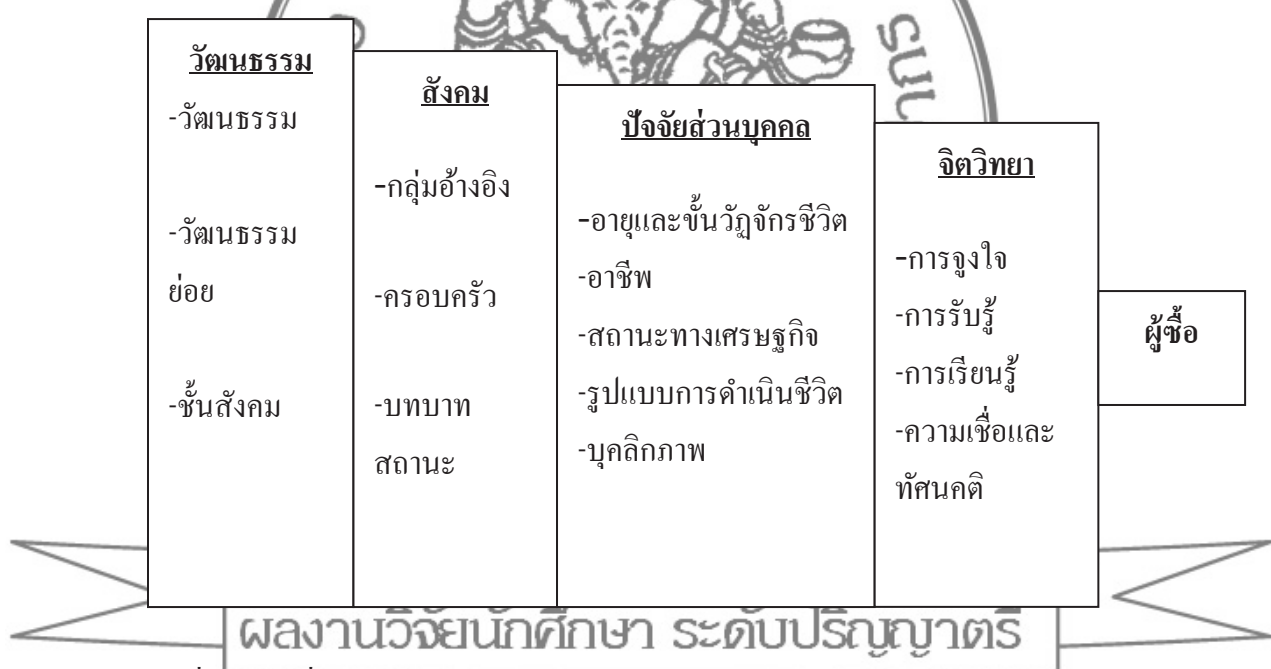 วัฒนธรรม
-วัฒนธรรม
-วัฒนธรรม
ย่อย
-ชั้นสังคม
สังคม
-กลุ่มอ้างอิง
-ครอบครัว
-บทบาท
สถานะ
ปัจจัยส่วนบุคคล
-อายุและขั้นวัฏจักรชีวิต
-อาชีพ
-สถานะทางเศรษฐกิจ
-รูปแบบการดำเนินชีวิต
-บุคลิกภาพ
จิตวิทยา
-การจูงใจ
-การรับรู้
-การเรียนรู้
-ความเชื่อและ
ทัศนคติ
ผู้ซื้อ
ผลงานวิจัยนักศึกษา ระดับปริญญาตรี